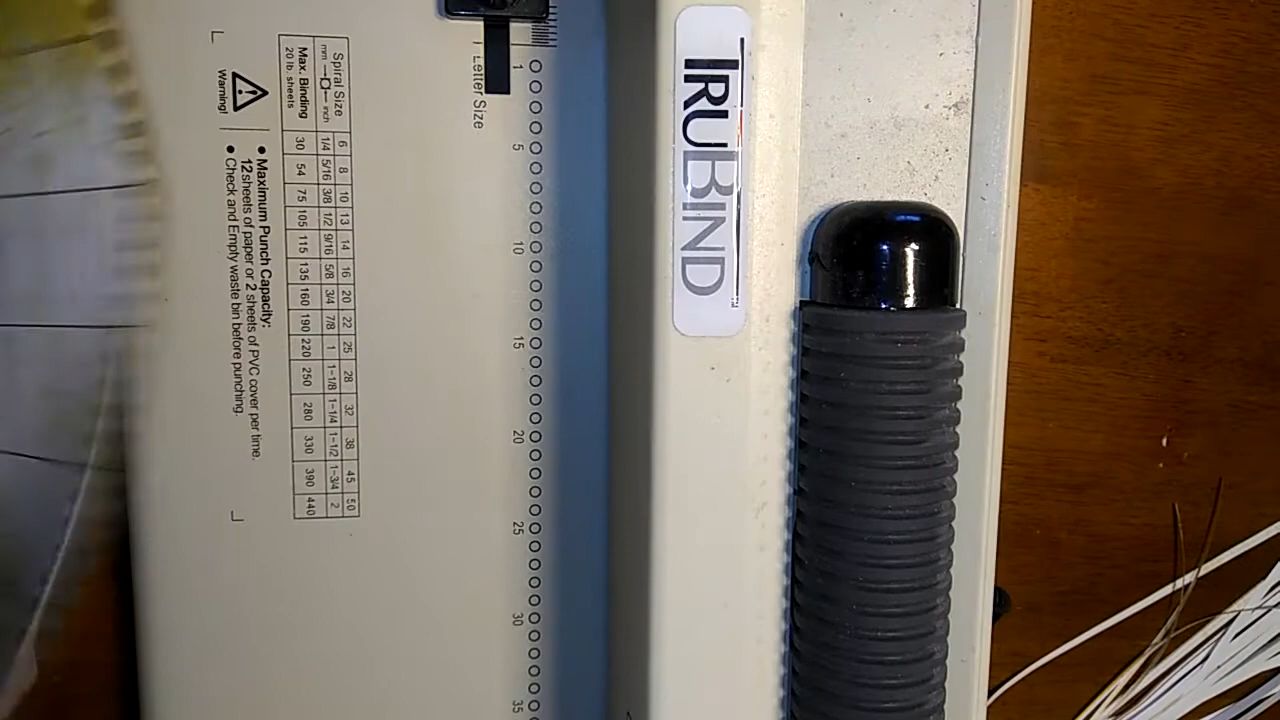 TRUBIND™
Letter Size
1 5 10 15 20 25 30 35
Spiral Size 6 8 10 13 14 16 20 22 25 28 32 38 45 50
mm inch 1/4 5/16 3/8 1/2 9/16 5/8 3/4 7/8 1 1-1/8 1-1/4 1-1/2 1-3/4 2
Max. Binding 30 54 75 105 115 135 160 190 220 250 280 330 390 440
20 lb. sheets
Warning!
• Maximum Punch Capacity:
12 sheets of paper or 2 sheets of PVC cover per time.
• Check and Empty waste bin before punching.